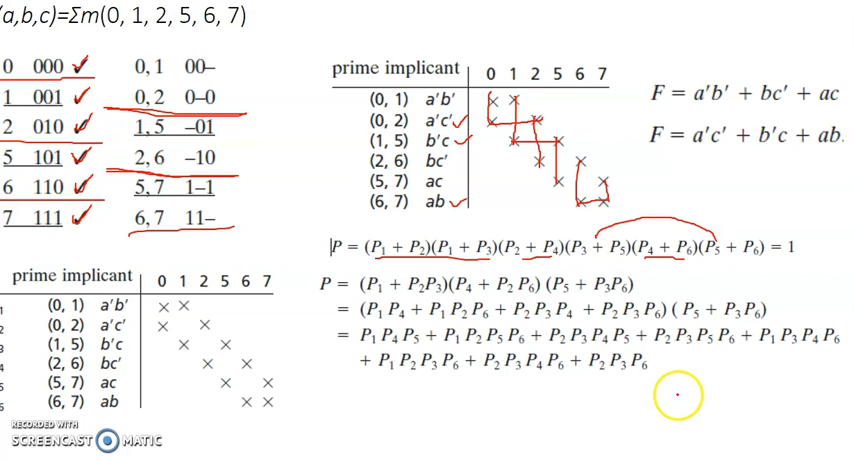 (a,b,c)=Σm(0, 1, 2, 5, 6, 7)
0 000 ✓ 0, 1 00–
1 001 ✓ 0, 2 0–0
2 010 ✓ 1, 5 –01
5 101 ✓ 2, 6 –10
6 110 ✓ 5, 7 1–1
7 111 ✓ 6, 7 11–
prime implicant 0 1 2 5 6 7
(0, 1) a′b′ × ×
(0, 2) a′c′ × ×
(1, 5) b′c × ×
(2, 6) bc′ × ×
(5, 7) ac × ×
(6, 7) ab × ×
prime implicant 0 1 2 5 6 7
(0, 1) a′b′ × ×
(0, 2) a′c′ ✓ × ×
(1, 5) b′c ✓ × ×
(2, 6) bc′ × ×
(5, 7) ac × ×
(6, 7) ab ✓ × ×
F = a′b′ + bc′ + ac
F = a′c′ + b′c + ab.
P = (P₁ + P₂)(P₁ + P₃)(P₂ + P₄)(P₃ + P₅)(P₄ + P₆)(P₅ + P₆) = 1
P = (P₁ + P₂P₃)(P₄ + P₂ P₆) (P₅ + P₃P₆)
= (P₁ P₄ + P₁ P₂ P₆ + P₂ P₃ P₄ + P₂ P₃ P₆) ( P₅ + P₃ P₆)
= P₁ P₄ P₅ + P₁ P₂ P₅ P₆ + P₂ P₃ P₄ P₅ + P₂ P₃ P₅ P₆ + P₁ P₃ P₄ P₆
+ P₁ P₂ P₃ P₆ + P₂ P₃ P₄ P₆ + P₂ P₃ P₆
RECORDED WITH
SCREENCAST MATIC